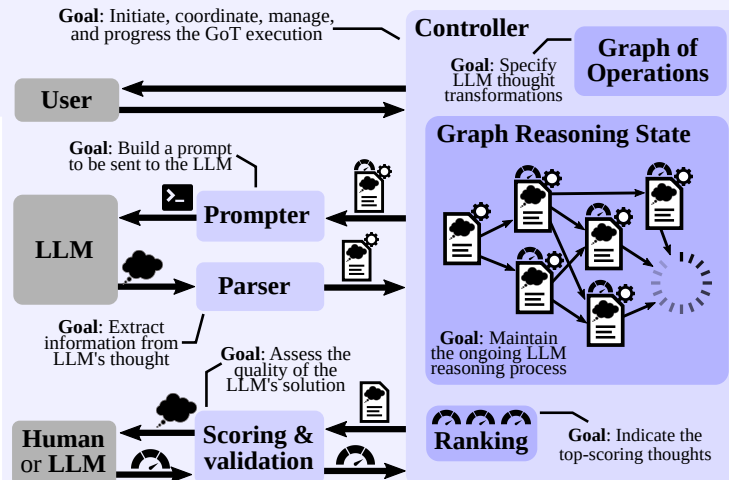 Goal: Initiate, coordinate, manage,
and progress the GoT execution
Controller
Goal: Specify
LLM thought
transformations
Graph of
Operations
User
Goal: Build a prompt
to be sent to the LLM
Graph Reasoning State
Prompter
LLM
Parser
Goal: Extract
information from
LLM's thought
Goal: Maintain
the ongoing LLM
reasoning process
Goal: Assess the
quality of the
LLM's solution
Human
or LLM
Scoring &
validation
Ranking
Goal: Indicate the
top-scoring thoughts